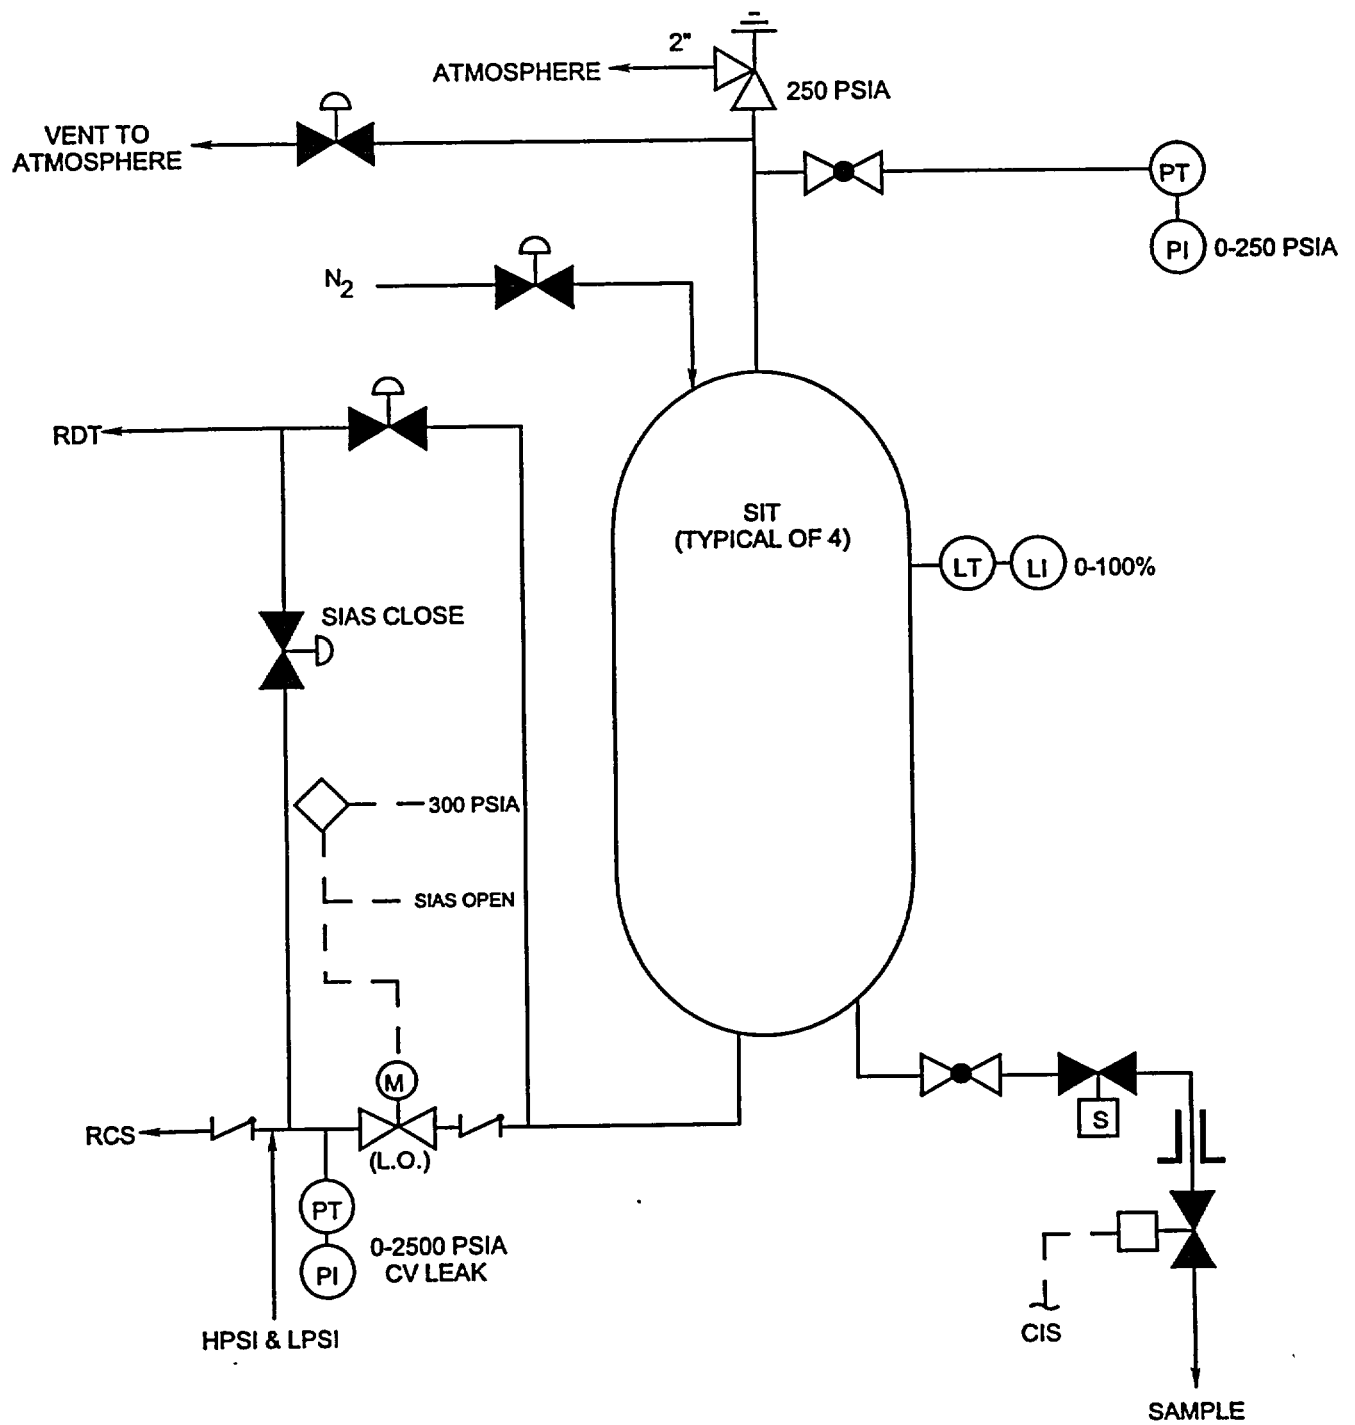 2"
ATMOSPHERE
250 PSIA
VENT TO
ATMOSPHERE
PT
PI
0-250 PSIA
N2
RDT
SIT
(TYPICAL OF 4)
LT
LI
0-100%
SIAS CLOSE
300 PSIA
SIAS OPEN
M
S
RCS
(L.O.)
PT
0-2500 PSIA
PI
CV LEAK
CIS
HPSI & LPSI
SAMPLE